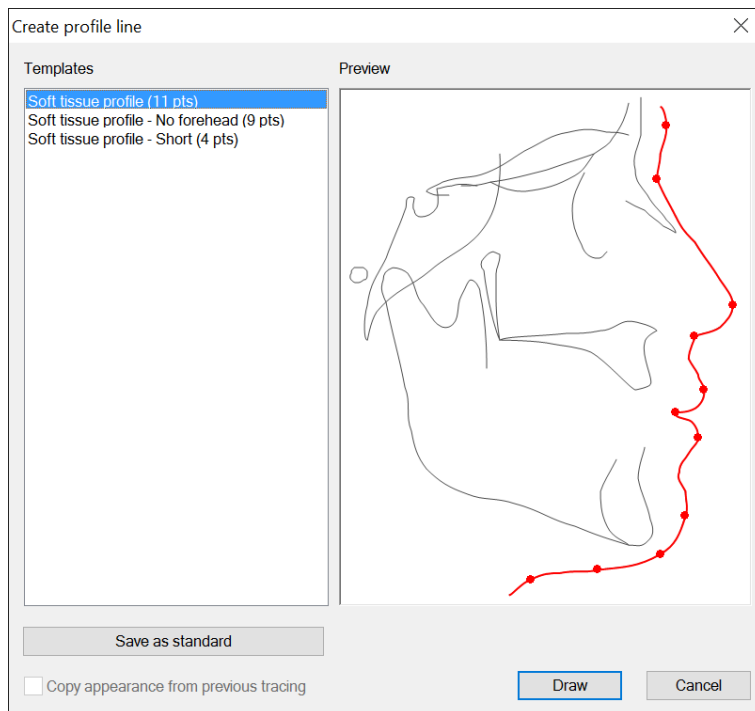 Create profile line
Templates
Preview
Soft tissue profile (11 pts)
Soft tissue profile - No forehead (9 pts)
Soft tissue profile - Short (4 pts)
Save as standard
Copy appearance from previous tracing
Draw
Cancel